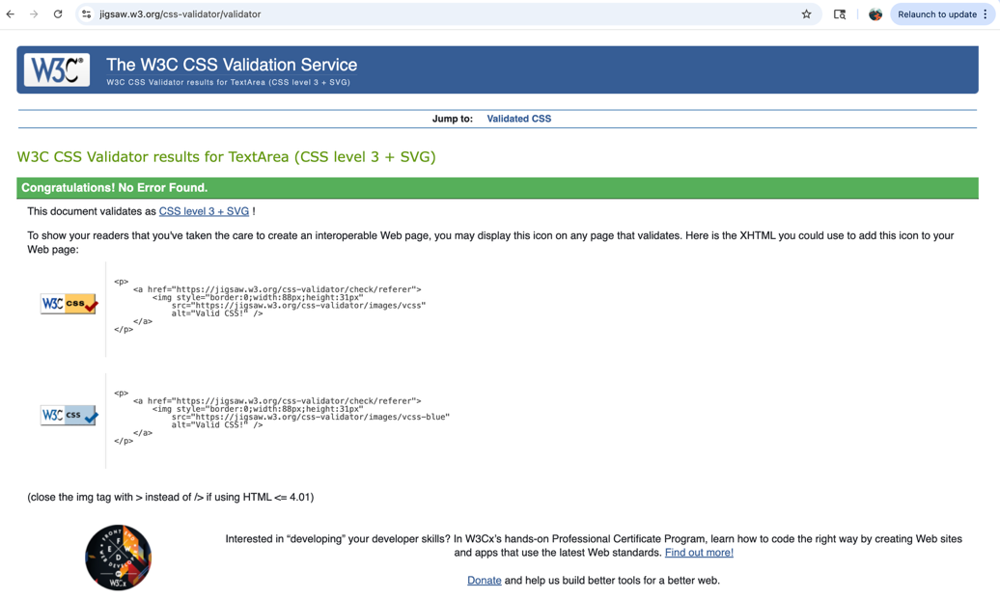 jigsaw.w3.org/css-validator/validator
Relaunch to update
W3C®
The W3C CSS Validation Service
W3C CSS Validator results for TextArea (CSS level 3 + SVG)
Jump to: Validated CSS
W3C CSS Validator results for TextArea (CSS level 3 + SVG)
Congratulations! No Error Found.
This document validates as CSS level 3 + SVG !
To show your readers that you've taken the care to create an interoperable Web page, you may display this icon on any page that validates. Here is the XHTML you could use to add this icon to your
Web page:
W3C css
<p>
<a href="https://jigsaw.w3.org/css-validator/check/referer">
<img style="border:0;width:88px;height:31px"
src="https://jigsaw.w3.org/css-validator/images/vcss"
alt="Valid CSS!" />
</a>
</p>
W3C css
<p>
<a href="https://jigsaw.w3.org/css-validator/check/referer">
<img style="border:0;width:88px;height:31px"
src="https://jigsaw.w3.org/css-validator/images/vcss-blue"
alt="Valid CSS!" />
</a>
</p>
(close the img tag with > instead of /> if using HTML <= 4.01)
FRONT END
F E W D
WEB DEVELOPER
W3Cx
Interested in “developing” your developer skills? In W3Cx's hands-on Professional Certificate Program, learn how to code the right way by creating Web sites
and apps that use the latest Web standards. Find out more!
Donate and help us build better tools for a better web.